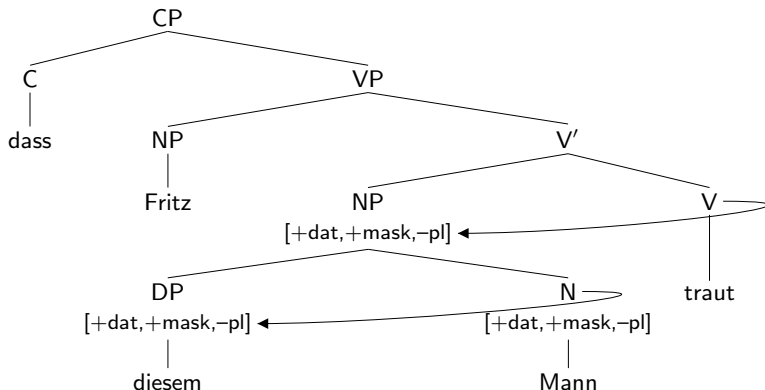 CP
C VP
dass NP V′
Fritz NP V
[+dat,+mask,–pl]
DP N traut
[+dat,+mask,–pl] [+dat,+mask,–pl]
diesem Mann